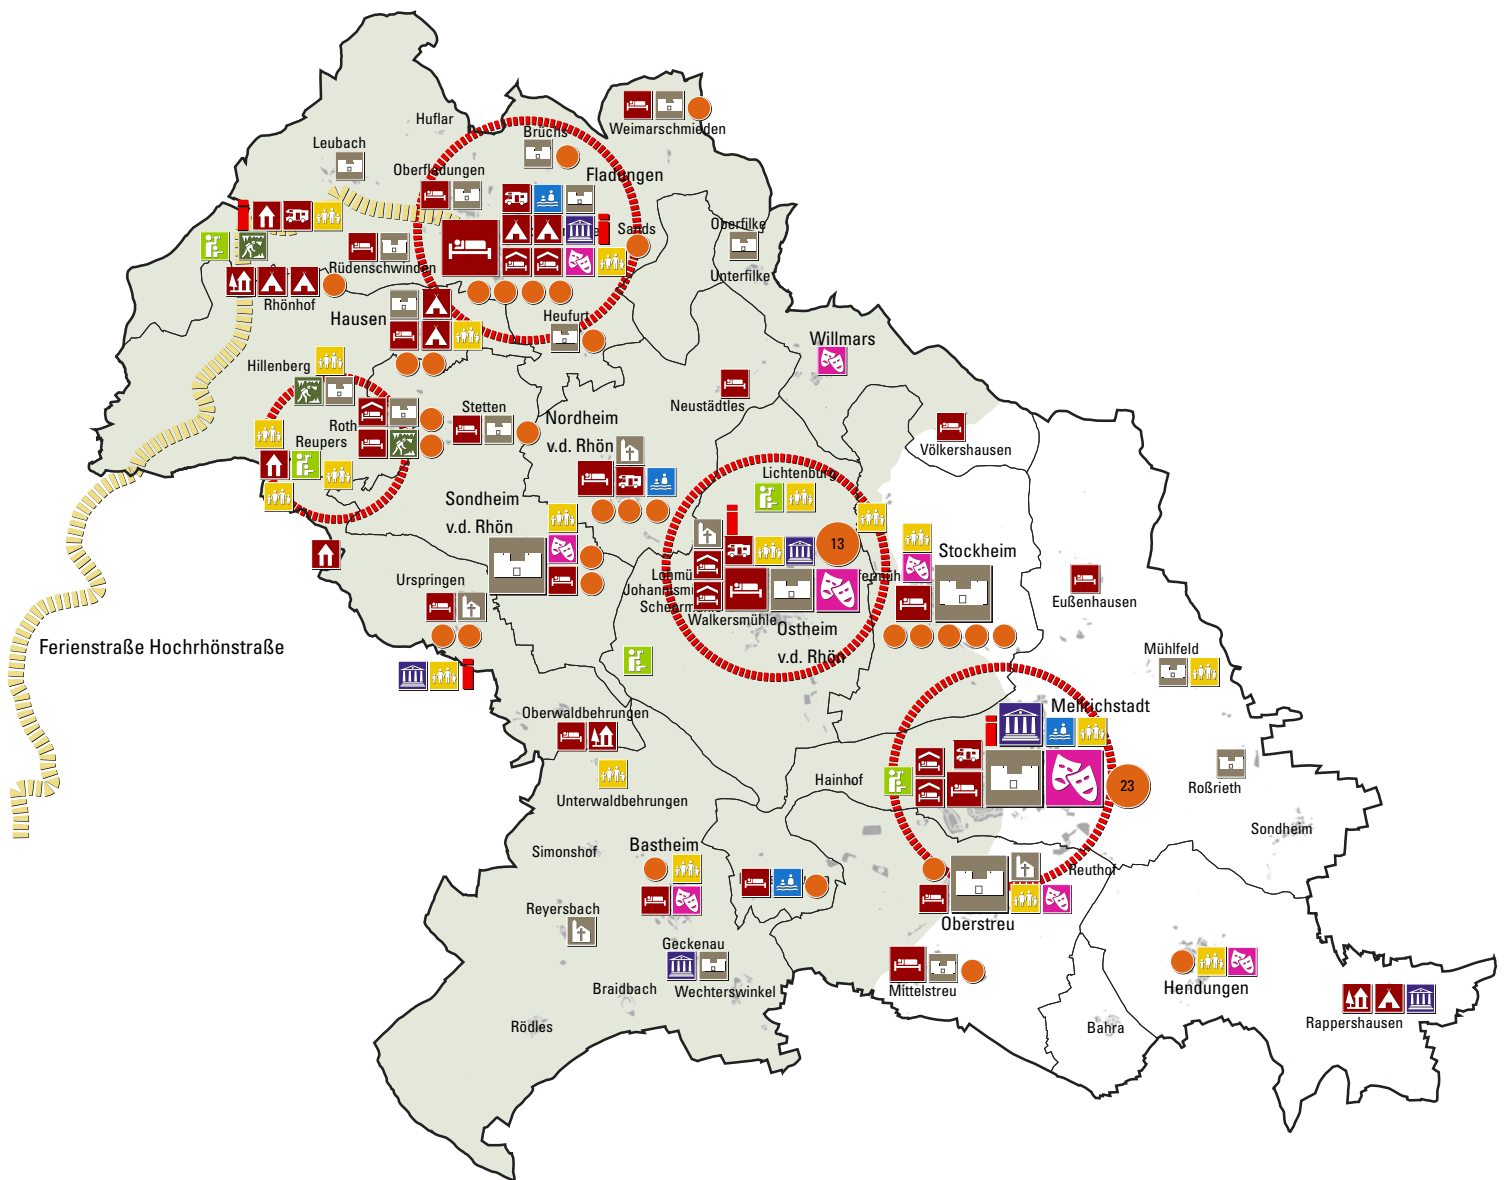 Huflar
Leubach
Brüchs
Weimarschmieden
Oberfladungen
Fladungen
Sands
Oberfilke
Rüdenschwinden
Unterfilke
Rhönhof
Hausen
Heufurt
Willmars
Hillenberg
Neustädtles
Stetten
Nordheim
v.d. Rhön
Roth
Reupers
Völkershausen
Lichtenburg
Sondheim
v.d. Rhön
13
Stockheim
Urspringen
Eußenhausen
Walkersmühle
Ostheim
v.d. Rhön
Ferienstraße Hochrhönstraße
Mühlfeld
Oberwaldbehrungen
Mellrichstadt
Hainhof
23
Roßrieth
Unterwaldbehrungen
Sondheim
Simonshof
Bastheim
Reuthof
Reyersbach
Oberstreu
Geckenau
Braidbach
Wechterswinkel
Mittelstreu
Hendungen
Rödles
Bahra
Rappershausen